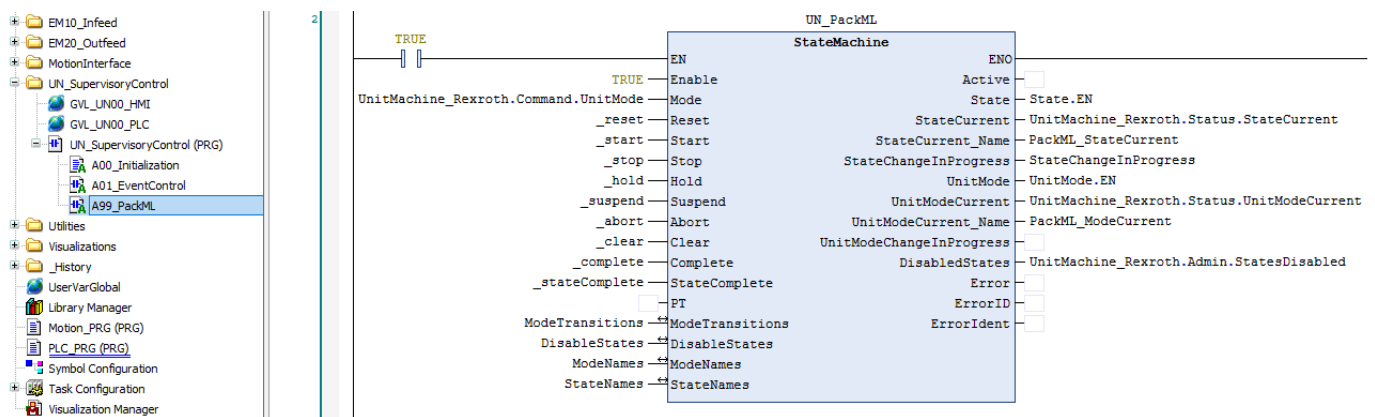 EM10_Infeed
EM20_Outfeed
MotionInterface
UN_SupervisoryControl
GVL_UN00_HMI
GVL_UN00_PLC
UN_SupervisoryControl (PRG)
A00_Initialization
A01_EventControl
A99_PackML
Utilities
Visualizations
_History
UserVarGlobal
Library Manager
Motion_PRG (PRG)
PLC_PRG (PRG)
Symbol Configuration
Task Configuration
Visualization Manager
2
UN_PackML
TRUE
StateMachine
EN ENO
TRUE Enable Active
UnitMachine_Rexroth.Command.UnitMode Mode State State.EN
_reset Reset StateCurrent UnitMachine_Rexroth.Status.StateCurrent
_start Start StateCurrent_Name PackML_StateCurrent
_stop Stop StateChangeInProgress StateChangeInProgress
_hold Hold UnitMode UnitMode.EN
_suspend Suspend UnitModeCurrent UnitMachine_Rexroth.Status.UnitModeCurrent
_abort Abort UnitModeCurrent_Name PackML_ModeCurrent
_clear Clear UnitModeChangeInProgress
_complete Complete DisabledStates UnitMachine_Rexroth.Admin.StatesDisabled
_stateComplete StateComplete Error
PT ErrorID
ModeTransitions ModeTransitions ErrorIdent
DisableStates DisableStates
ModeNames ModeNames
StateNames StateNames